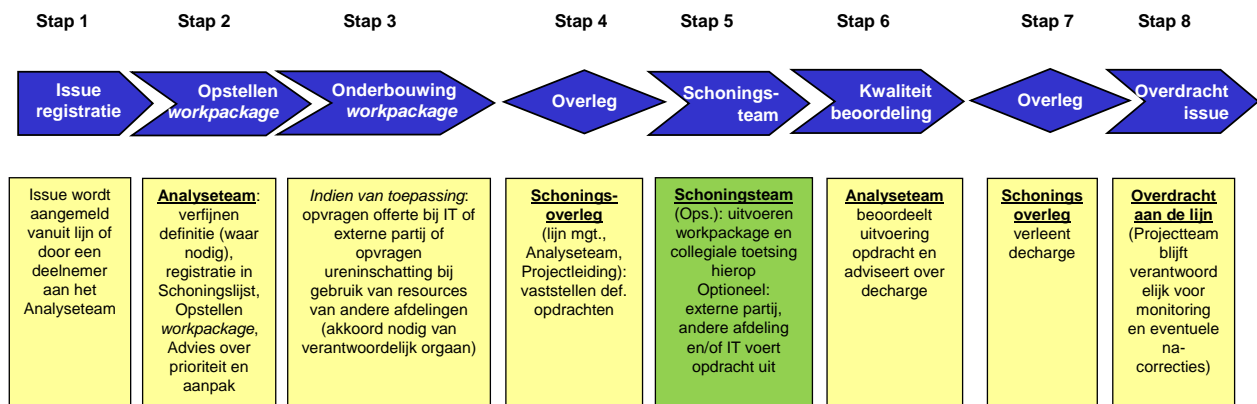 Stap 1
Stap 2
Stap 3
Stap 4
Stap 5
Stap 6
Stap 7
Stap 8
Issue
registratie
Opstellen
workpackage
Onderbouwing
workpackage
Overleg
Schonings-
team
Kwaliteit
beoordeling
Overleg
Overdracht
issue
Issue wordt
aangemeld
vanuit lijn of
door een
deelnemer
aan het
Analyseteam
Analyseteam:
verfijnen
definitie (waar
nodig),
registratie in
Schoningslijst,
Opstellen
workpackage,
Advies over
prioriteit en
aanpak
Indien van toepassing:
opvragen offerte bij IT of
externe partij of
opvragen
ureninschatting bij
gebruik van resources
van andere afdelingen
(akkoord nodig van
verantwoordelijk orgaan)
Schonings-
overleg
(lijn mgt.,
Analyseteam,
Projectleiding):
vaststellen def.
opdrachten
Schoningsteam
(Ops.): uitvoeren
workpackage en
collegiale toetsing
hierop
Optioneel:
externe partij,
andere afdeling
en/of IT voert
opdracht uit
Analyseteam
beoordeelt
uitvoering
opdracht en
adviseert over
decharge
Schonings
overleg
verleent
decharge
Overdracht
aan de lijn
(Projectteam
blijft
verantwoord
elijk voor
monitoring
en eventuele
na-
correcties)